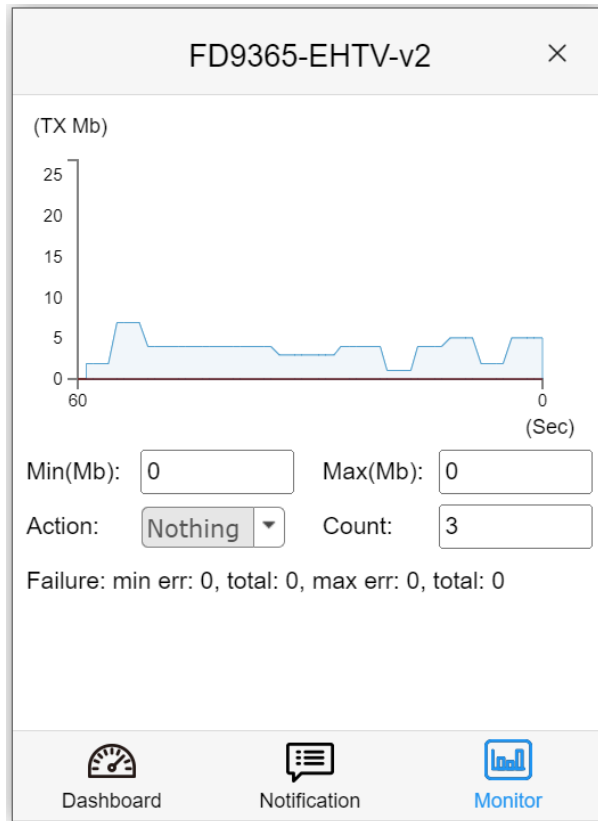 FD9365-EHTV-v2 ×
(TX Mb)
25
20
15
10
5
0
60 0
(Sec)
Min(Mb): 0 Max(Mb): 0
Action: Nothing Count: 3
Failure: min err: 0, total: 0, max err: 0, total: 0
Dashboard Notification Monitor